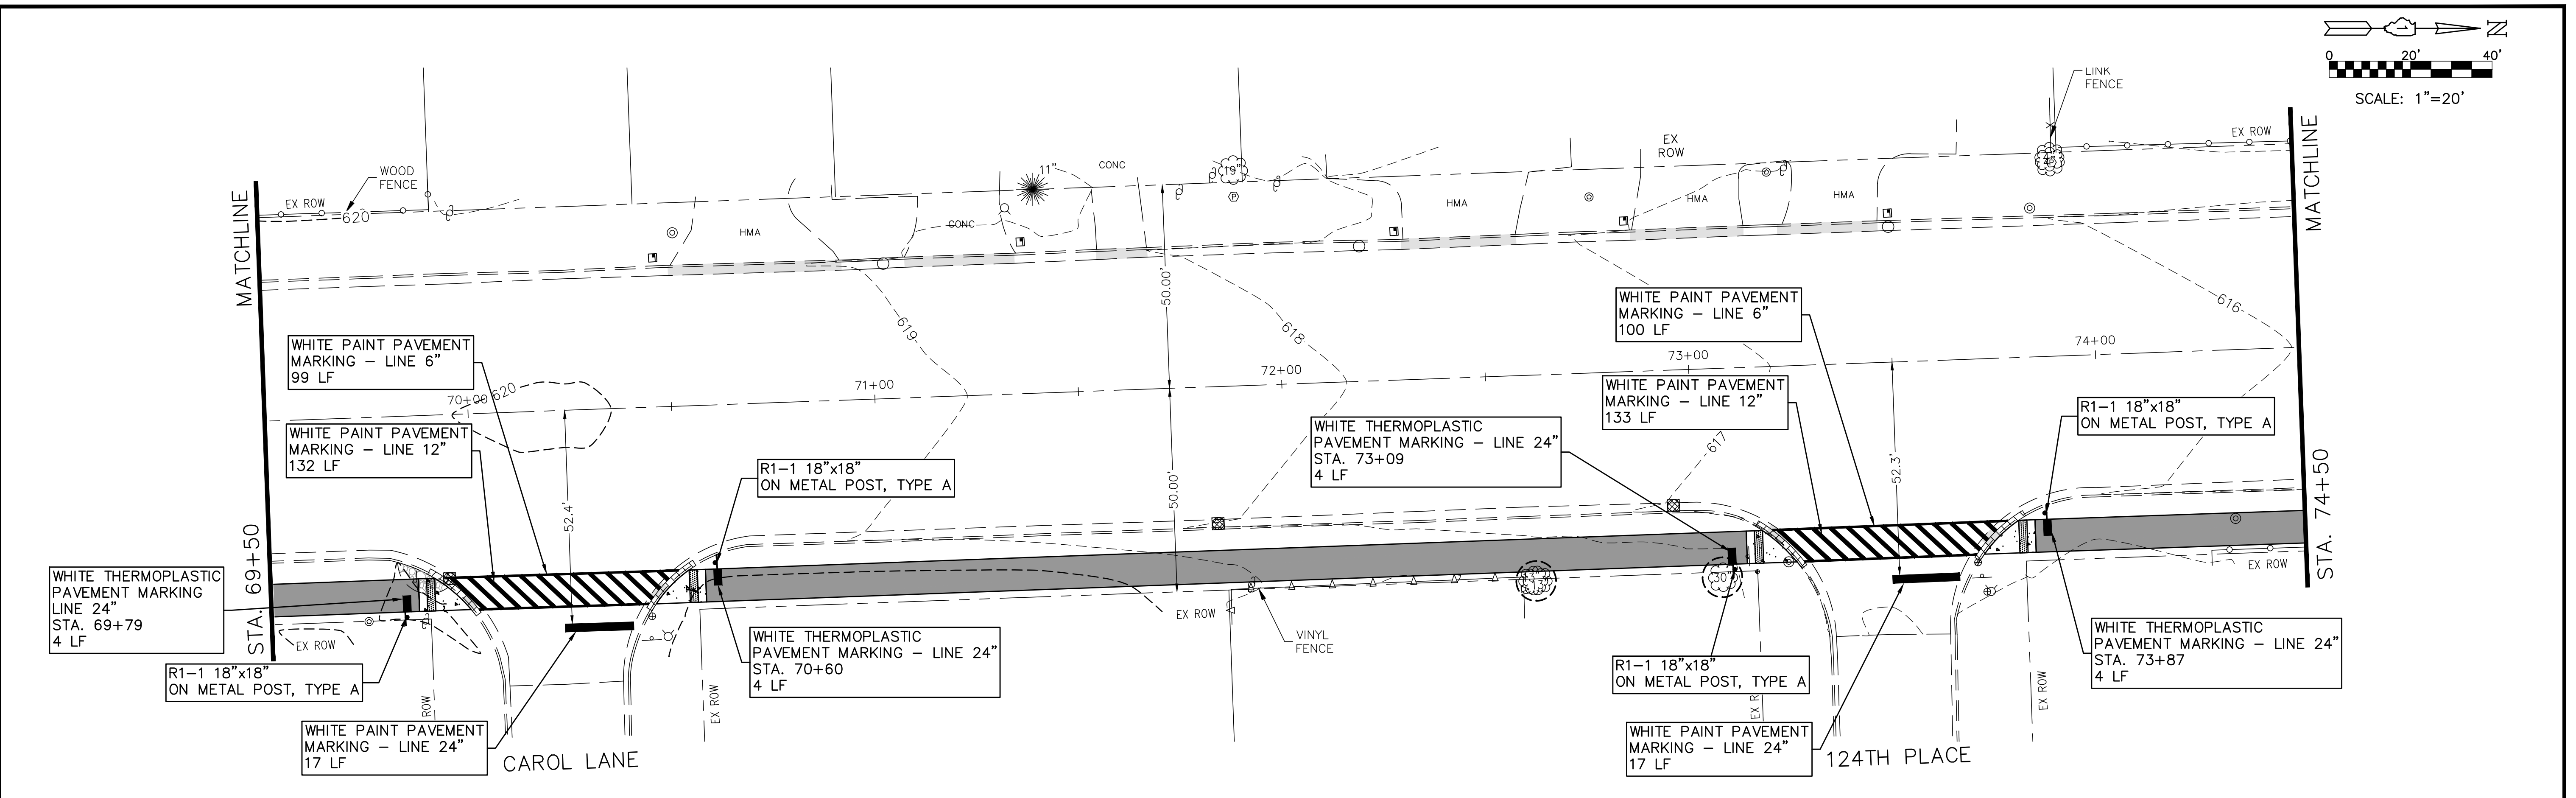 N
0 20' 40'
SCALE: 1"=20'
LINK
FENCE
EX ROW
MATCHLINE
STA. 74+50
WOOD
FENCE
MATCHLINE
STA. 69+50
EX ROW
620
HMA
CONC
11"
CONC
19"
P
HMA
EX
ROW
HMA
HMA
50.00'
50.00'
619
618
617
616
620
70+00
71+00
72+00
73+00
74+00
WHITE PAINT PAVEMENT
MARKING – LINE 6"
99 LF
WHITE PAINT PAVEMENT
MARKING – LINE 12"
132 LF
52.4'
R1–1 18"x18"
ON METAL POST, TYPE A
WHITE THERMOPLASTIC
PAVEMENT MARKING – LINE 24"
STA. 73+09
4 LF
WHITE PAINT PAVEMENT
MARKING – LINE 6"
100 LF
WHITE PAINT PAVEMENT
MARKING – LINE 12"
133 LF
52.3'
R1–1 18"x18"
ON METAL POST, TYPE A
WHITE THERMOPLASTIC
PAVEMENT MARKING
LINE 24"
STA. 69+79
4 LF
EX ROW
R1–1 18"x18"
ON METAL POST, TYPE A
ROW
WHITE PAINT PAVEMENT
MARKING – LINE 24"
17 LF
CAROL LANE
EX ROW
WHITE THERMOPLASTIC
PAVEMENT MARKING – LINE 24"
STA. 70+60
4 LF
EX ROW
VINYL
FENCE
13"
30"
R1–1 18"x18"
ON METAL POST, TYPE A
EX R
WHITE PAINT PAVEMENT
MARKING – LINE 24"
17 LF
124TH PLACE
EX ROW
WHITE THERMOPLASTIC
PAVEMENT MARKING – LINE 24"
STA. 73+87
4 LF
EX ROW